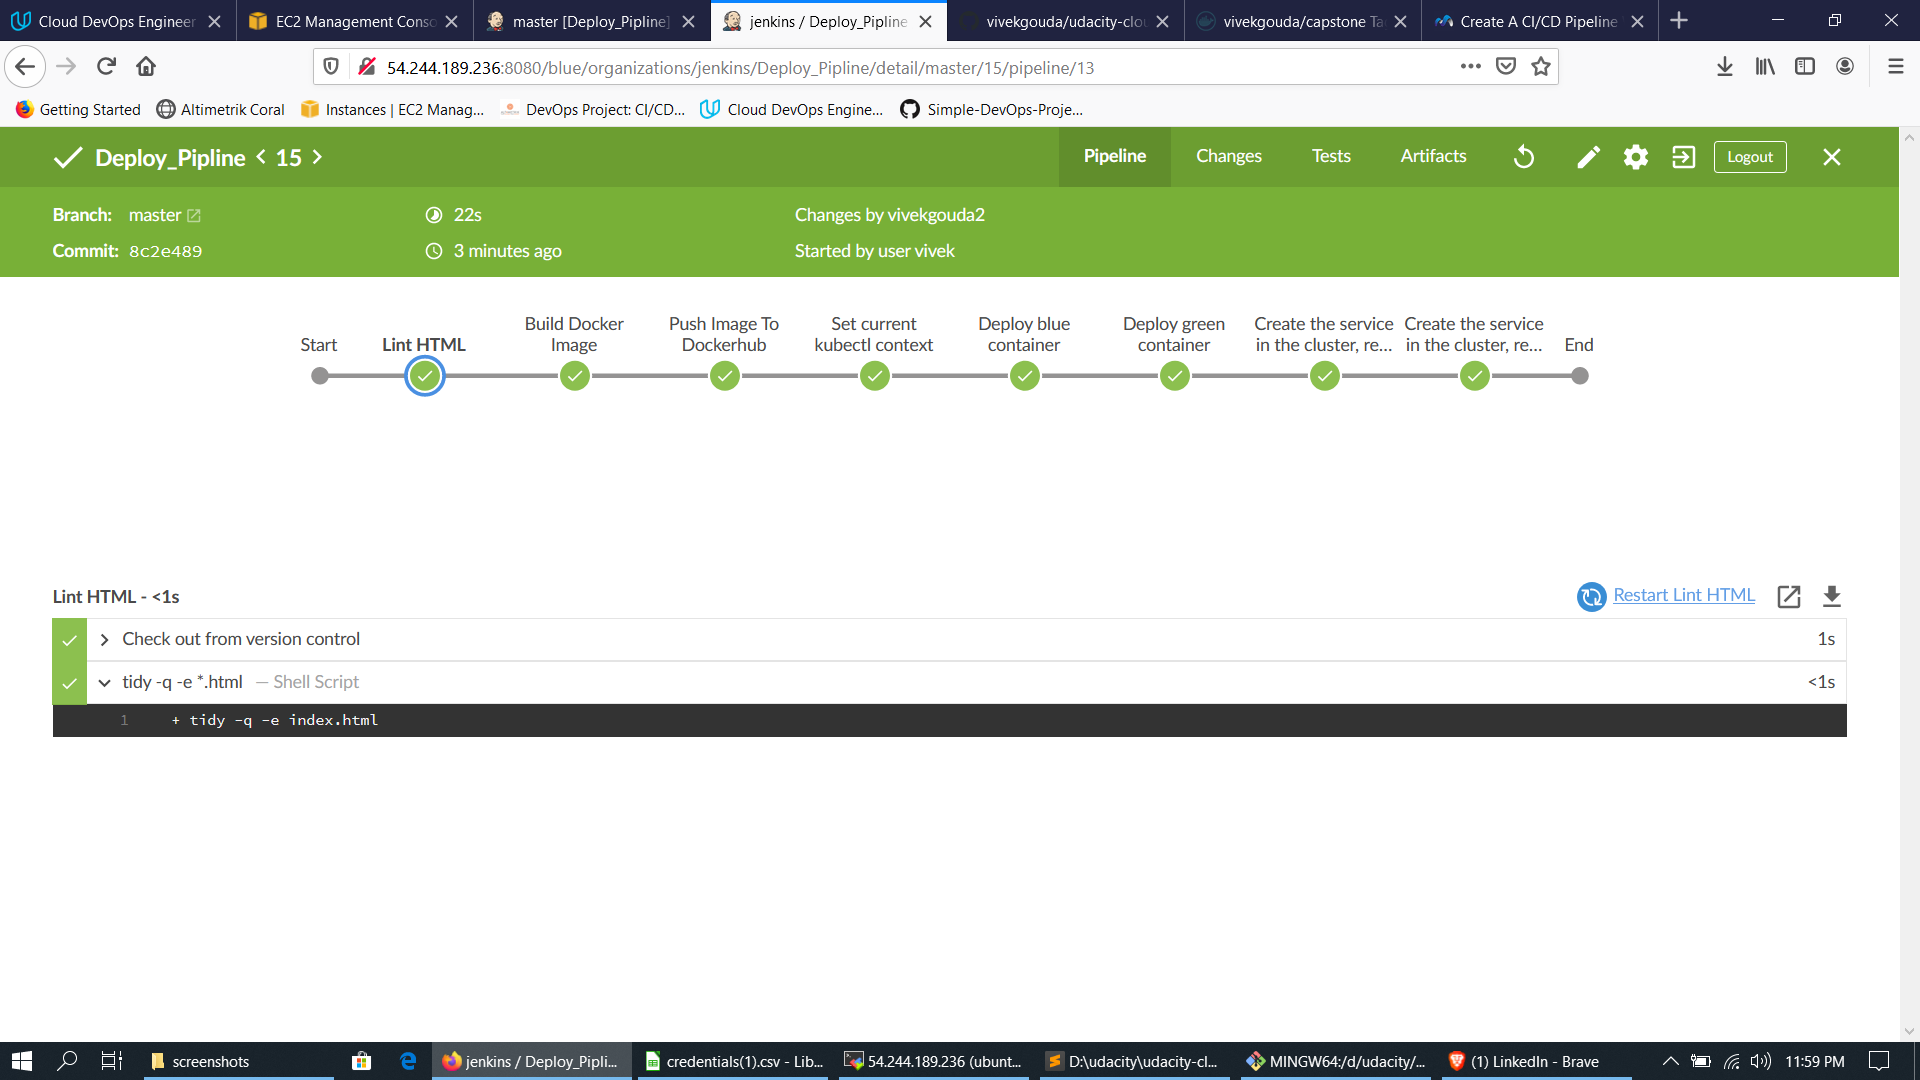 Cloud DevOps Engineer
EC2 Management Conso
master [Deploy_Pipline]
jenkins / Deploy_Pipline
vivekgouda/udacity-clou
vivekgouda/capstone Ta
Create A CI/CD Pipeline
54.244.189.236:8080/blue/organizations/jenkins/Deploy_Pipline/detail/master/15/pipeline/13
Getting Started
Altimetrik Coral
Instances | EC2 Manag...
DevOps Project: CI/CD...
Cloud DevOps Engine...
Simple-DevOps-Proje...
Deploy_Pipline < 15 >
Pipeline
Changes
Tests
Artifacts
Logout
Branch: master
22s
Changes by vivekgouda2
Commit: 8c2e489
3 minutes ago
Started by user vivek
Start
Lint HTML
Build Docker
Image
Push Image To
Dockerhub
Set current
kubectl context
Deploy blue
container
Deploy green
container
Create the service
in the cluster, re...
Create the service
in the cluster, re...
End
Lint HTML - <1s
Restart Lint HTML
Check out from version control
1s
tidy -q -e *.html — Shell Script
<1s
1 + tidy -q -e index.html
screenshots
jenkins / Deploy_Pipli...
credentials(1).csv - Lib...
54.244.189.236 (ubunt...
D:\udacity\udacity-cl...
MINGW64:/d/udacity/...
(1) LinkedIn - Brave
11:59 PM